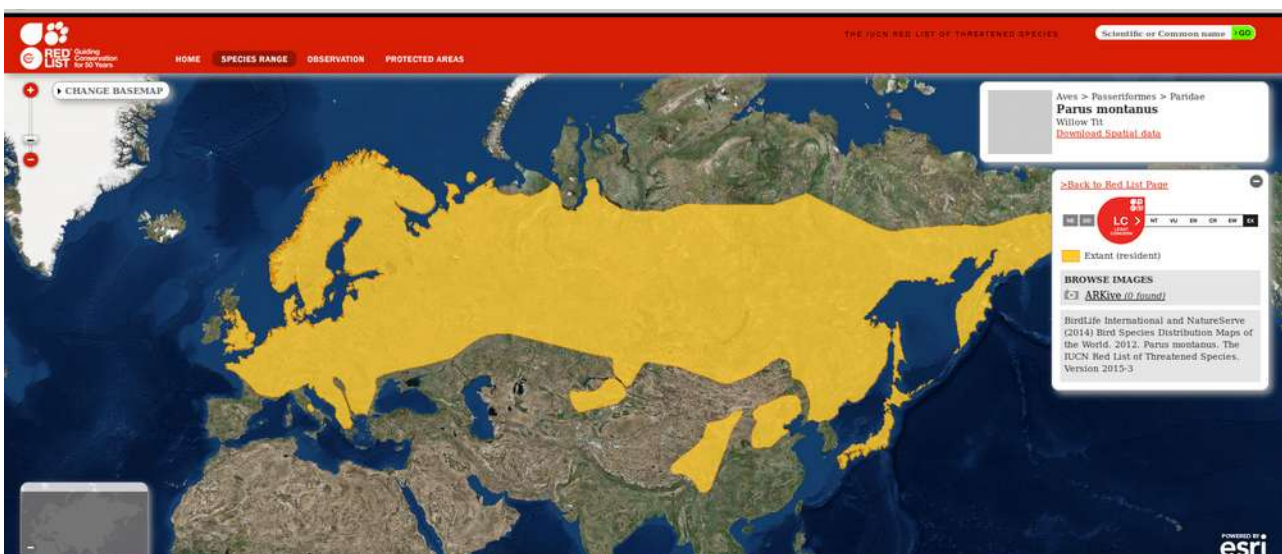 RED LIST
Guiding
Conservation
for 50 Years
THE IUCN RED LIST OF THREATENED SPECIES
Scientific or Common name
›GO
HOME
SPECIES RANGE
OBSERVATION
PROTECTED AREAS
CHANGE BASEMAP
Aves > Passeriformes > Paridae
Parus montanus
Willow Tit
Download Spatial data
>Back to Red List Page
NE DD LC > NT VU EN CR EW EX
LEAST
CONCERN
Extant (resident)
BROWSE IMAGES
ARKive (0 found)
BirdLife International and NatureServe
(2014) Bird Species Distribution Maps of
the World. 2012. Parus montanus. The
IUCN Red List of Threatened Species.
Version 2015-3
POWERED BY
esri